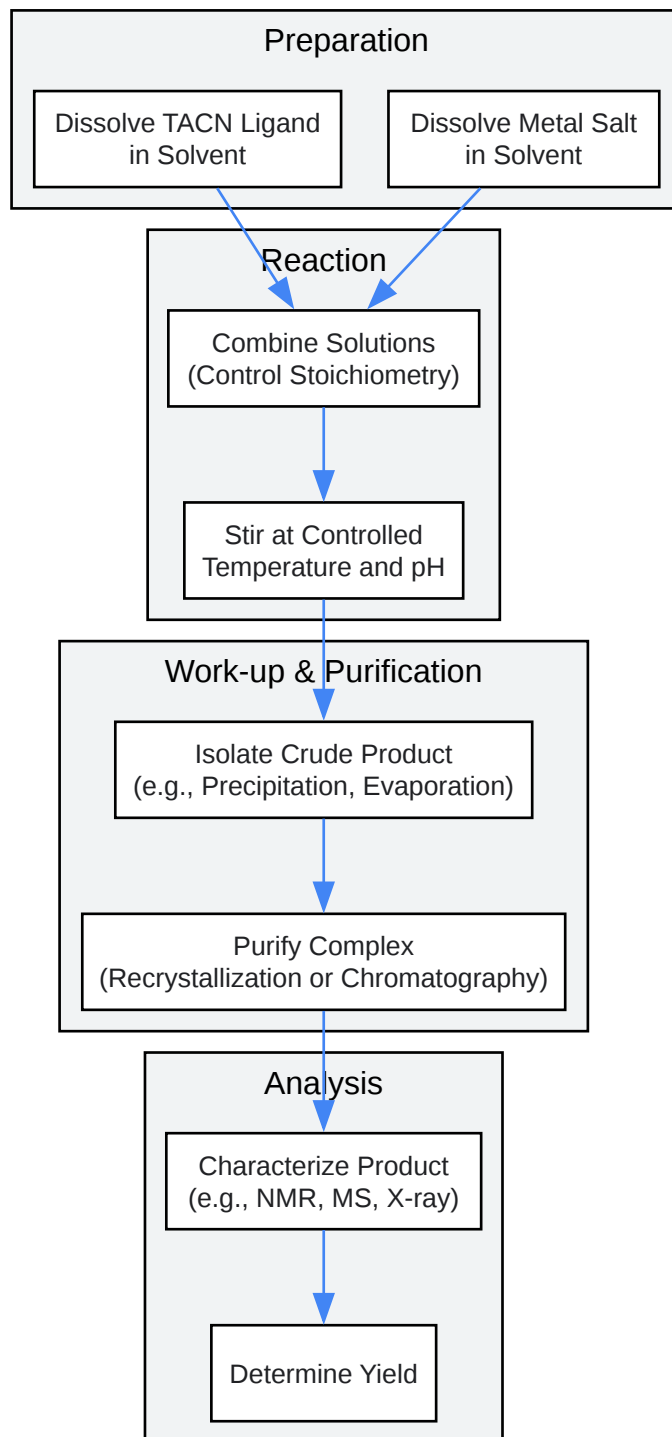 Preparation
Dissolve TACN Ligand
in Solvent
Dissolve Metal Salt
in Solvent
Reaction
Combine Solutions
(Control Stoichiometry)
Stir at Controlled
Temperature and pH
Work-up & Purification
Isolate Crude Product
(e.g., Precipitation, Evaporation)
Purify Complex
(Recrystallization or Chromatography)
Analysis
Characterize Product
(e.g., NMR, MS, X-ray)
Determine Yield